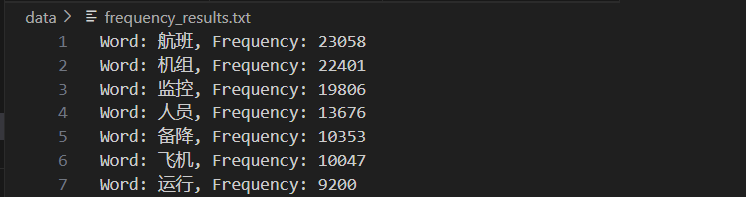 data > frequency_results.txt
1 Word: 航班, Frequency: 23058
2 Word: 机组, Frequency: 22401
3 Word: 监控, Frequency: 19806
4 Word: 人员, Frequency: 13676
5 Word: 备降, Frequency: 10353
6 Word: 飞机, Frequency: 10047
7 Word: 运行, Frequency: 9200